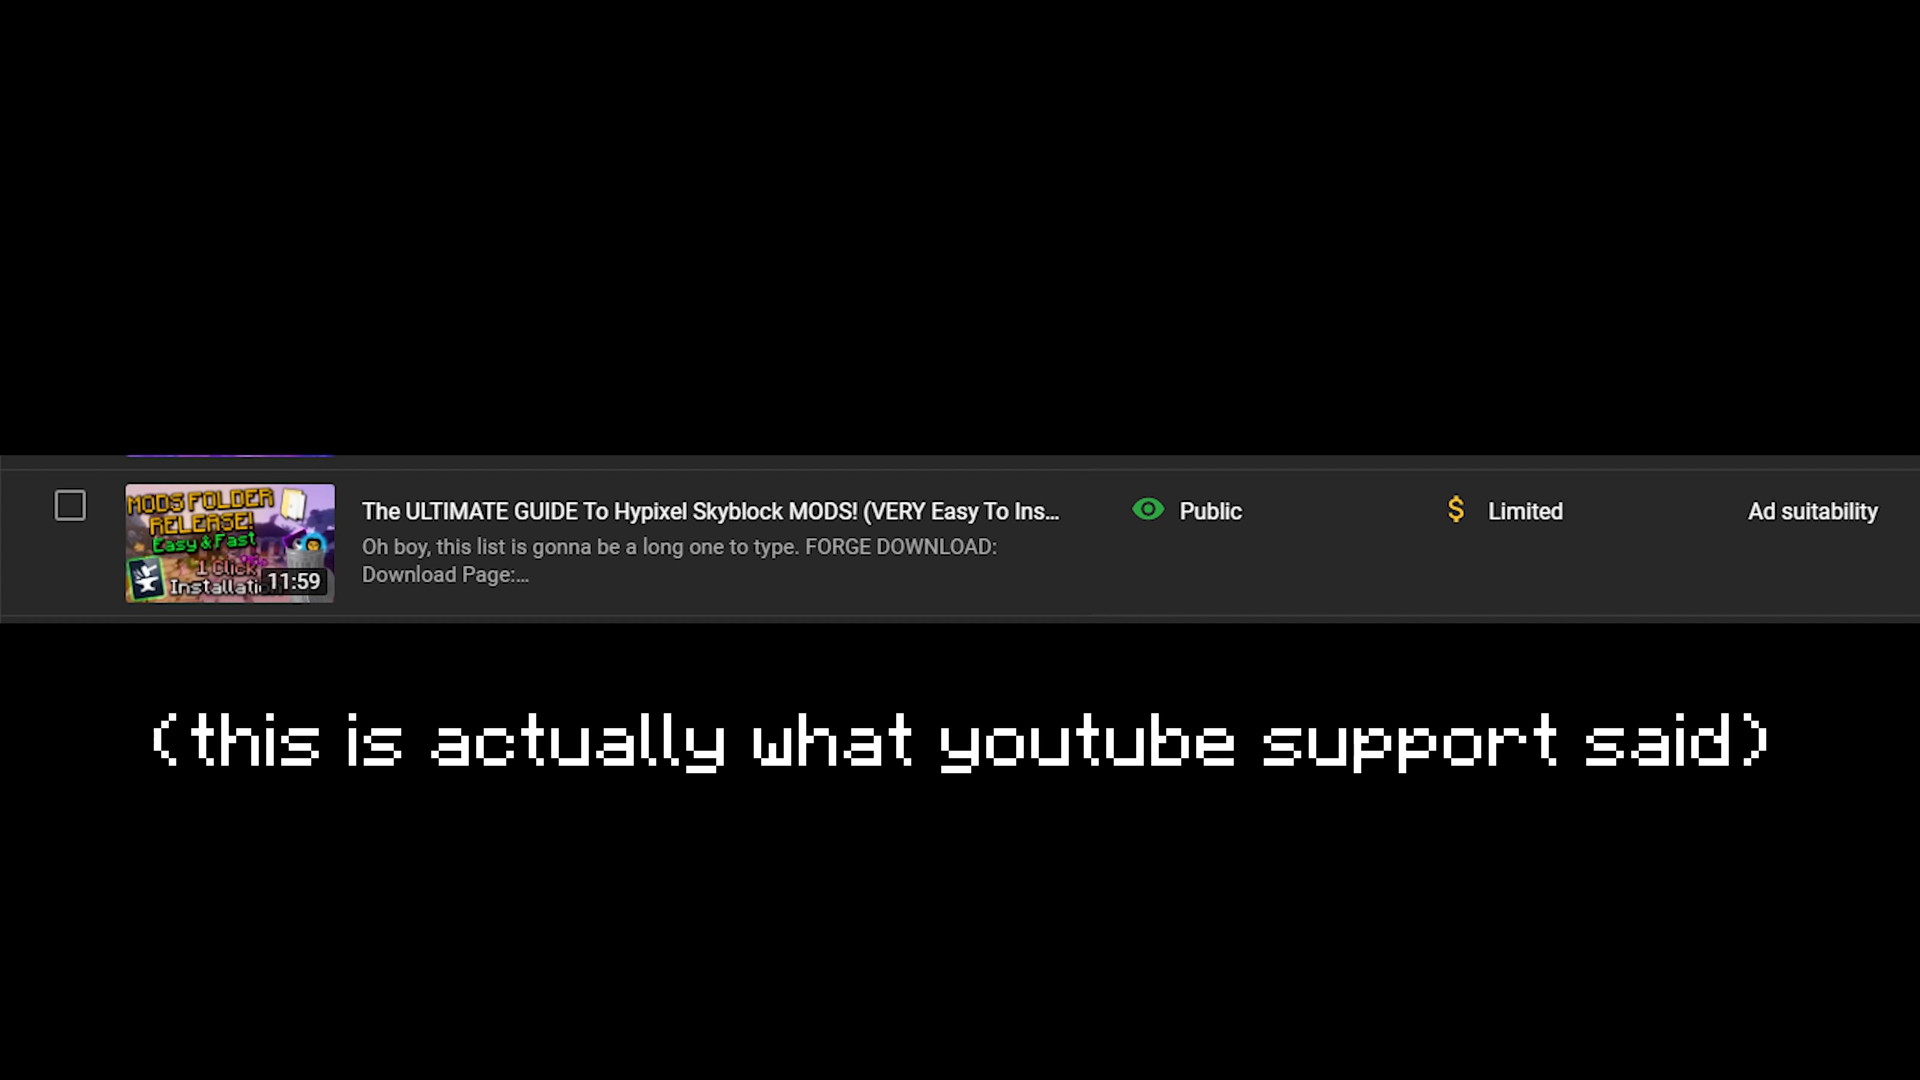 MODS FOLDER
RELEASE!
Easy & Fast
1 Click
Installatio
11:59
The ULTIMATE GUIDE To Hypixel Skyblock MODS! (VERY Easy To Ins...
Oh boy, this list is gonna be a long one to type. FORGE DOWNLOAD:
Download Page:...
Public
Limited
Ad suitability
(this is actually what youtube support said)